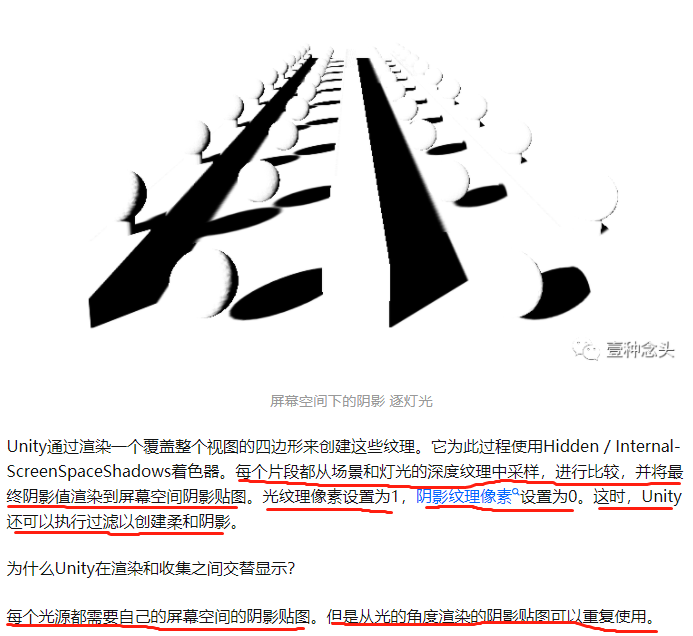 壹种念头
屏幕空间下的阴影 逐灯光
Unity通过渲染一个覆盖整个视图的四边形来创建这些纹理。它为此过程使用Hidden / Internal-
ScreenSpaceShadows着色器。每个片段都从场景和灯光的深度纹理中采样，进行比较，并将最
终阴影值渲染到屏幕空间阴影贴图。光纹理像素设置为1，阴影纹理像素设置为0。这时，Unity
还可以执行过滤以创建柔和阴影。
为什么Unity在渲染和收集之间交替显示?
每个光源都需要自己的屏幕空间的阴影贴图。但是从光的角度渲染的阴影贴图可以重复使用。